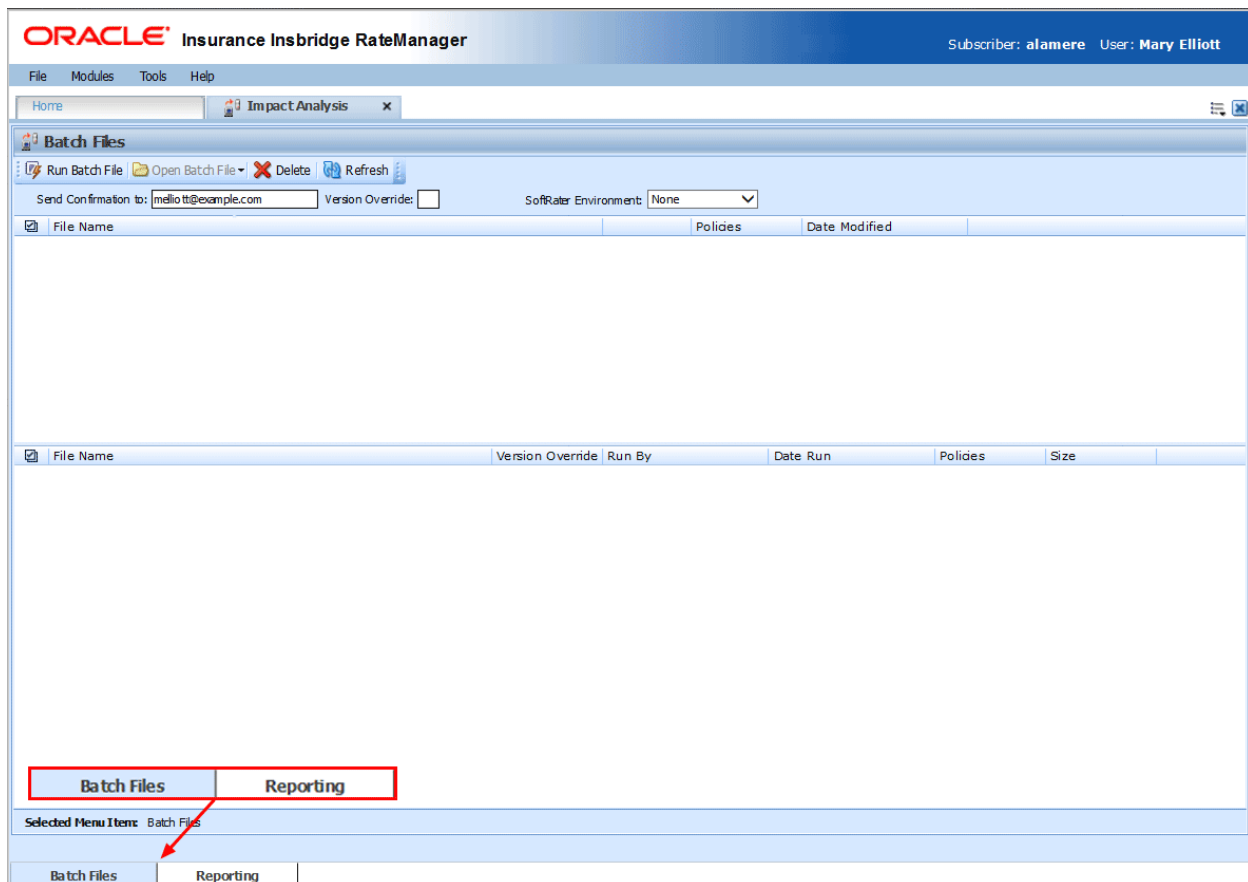 ORACLE Insurance Insbridge RateManager
Subscriber: alamere User: Mary Elliott
File Modules Tools Help
Home Impact Analysis x
Batch Files
Run Batch File Open Batch File Delete Refresh
Send Confirmation to: melliott@example.com Version Override: SoftRater Environment: None
File Name Policies Date Modified
File Name Version Override Run By Date Run Policies Size
Batch Files Reporting
Selected Menu Item: Batch Files
Batch Files Reporting